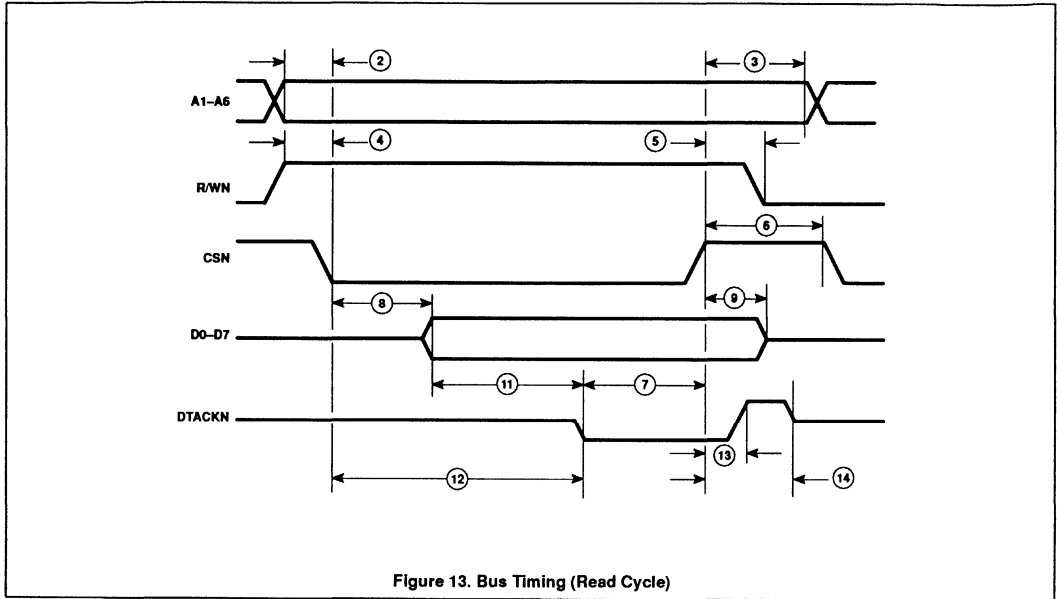 2
3
A1–A6
4
5
R/WN
6
CSN
8
9
D0–D7
11
7
DTACKN
13
12
14
Figure 13. Bus Timing (Read Cycle)